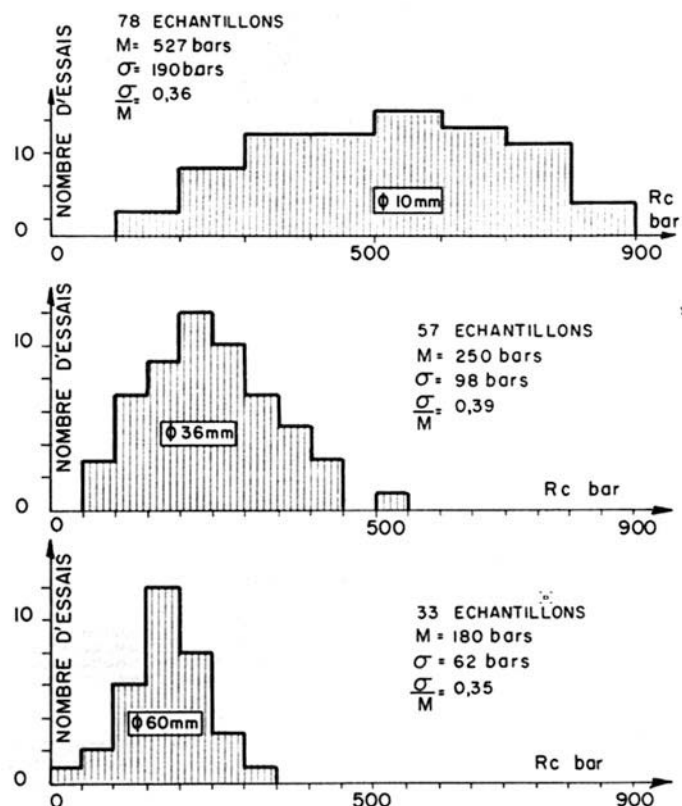 78 ECHANTILLONS
M= 527 bars
σ= 190 bars
σ/M= 0,36
NOMBRE D'ESSAIS
10
0
ϕ 10mm
Rc
bar
0 500 900
57 ECHANTILLONS
M = 250 bars
σ = 98 bars
σ/M= 0,39
NOMBRE D'ESSAIS
10
0
ϕ 36mm
Rc bar
0 500 900
33 ECHANTILLONS
M = 180 bars
σ = 62 bars
σ/M= 0,35
NOMBRE D'ESSAIS
10
0
ϕ 60mm
Rc bar
0 500 900